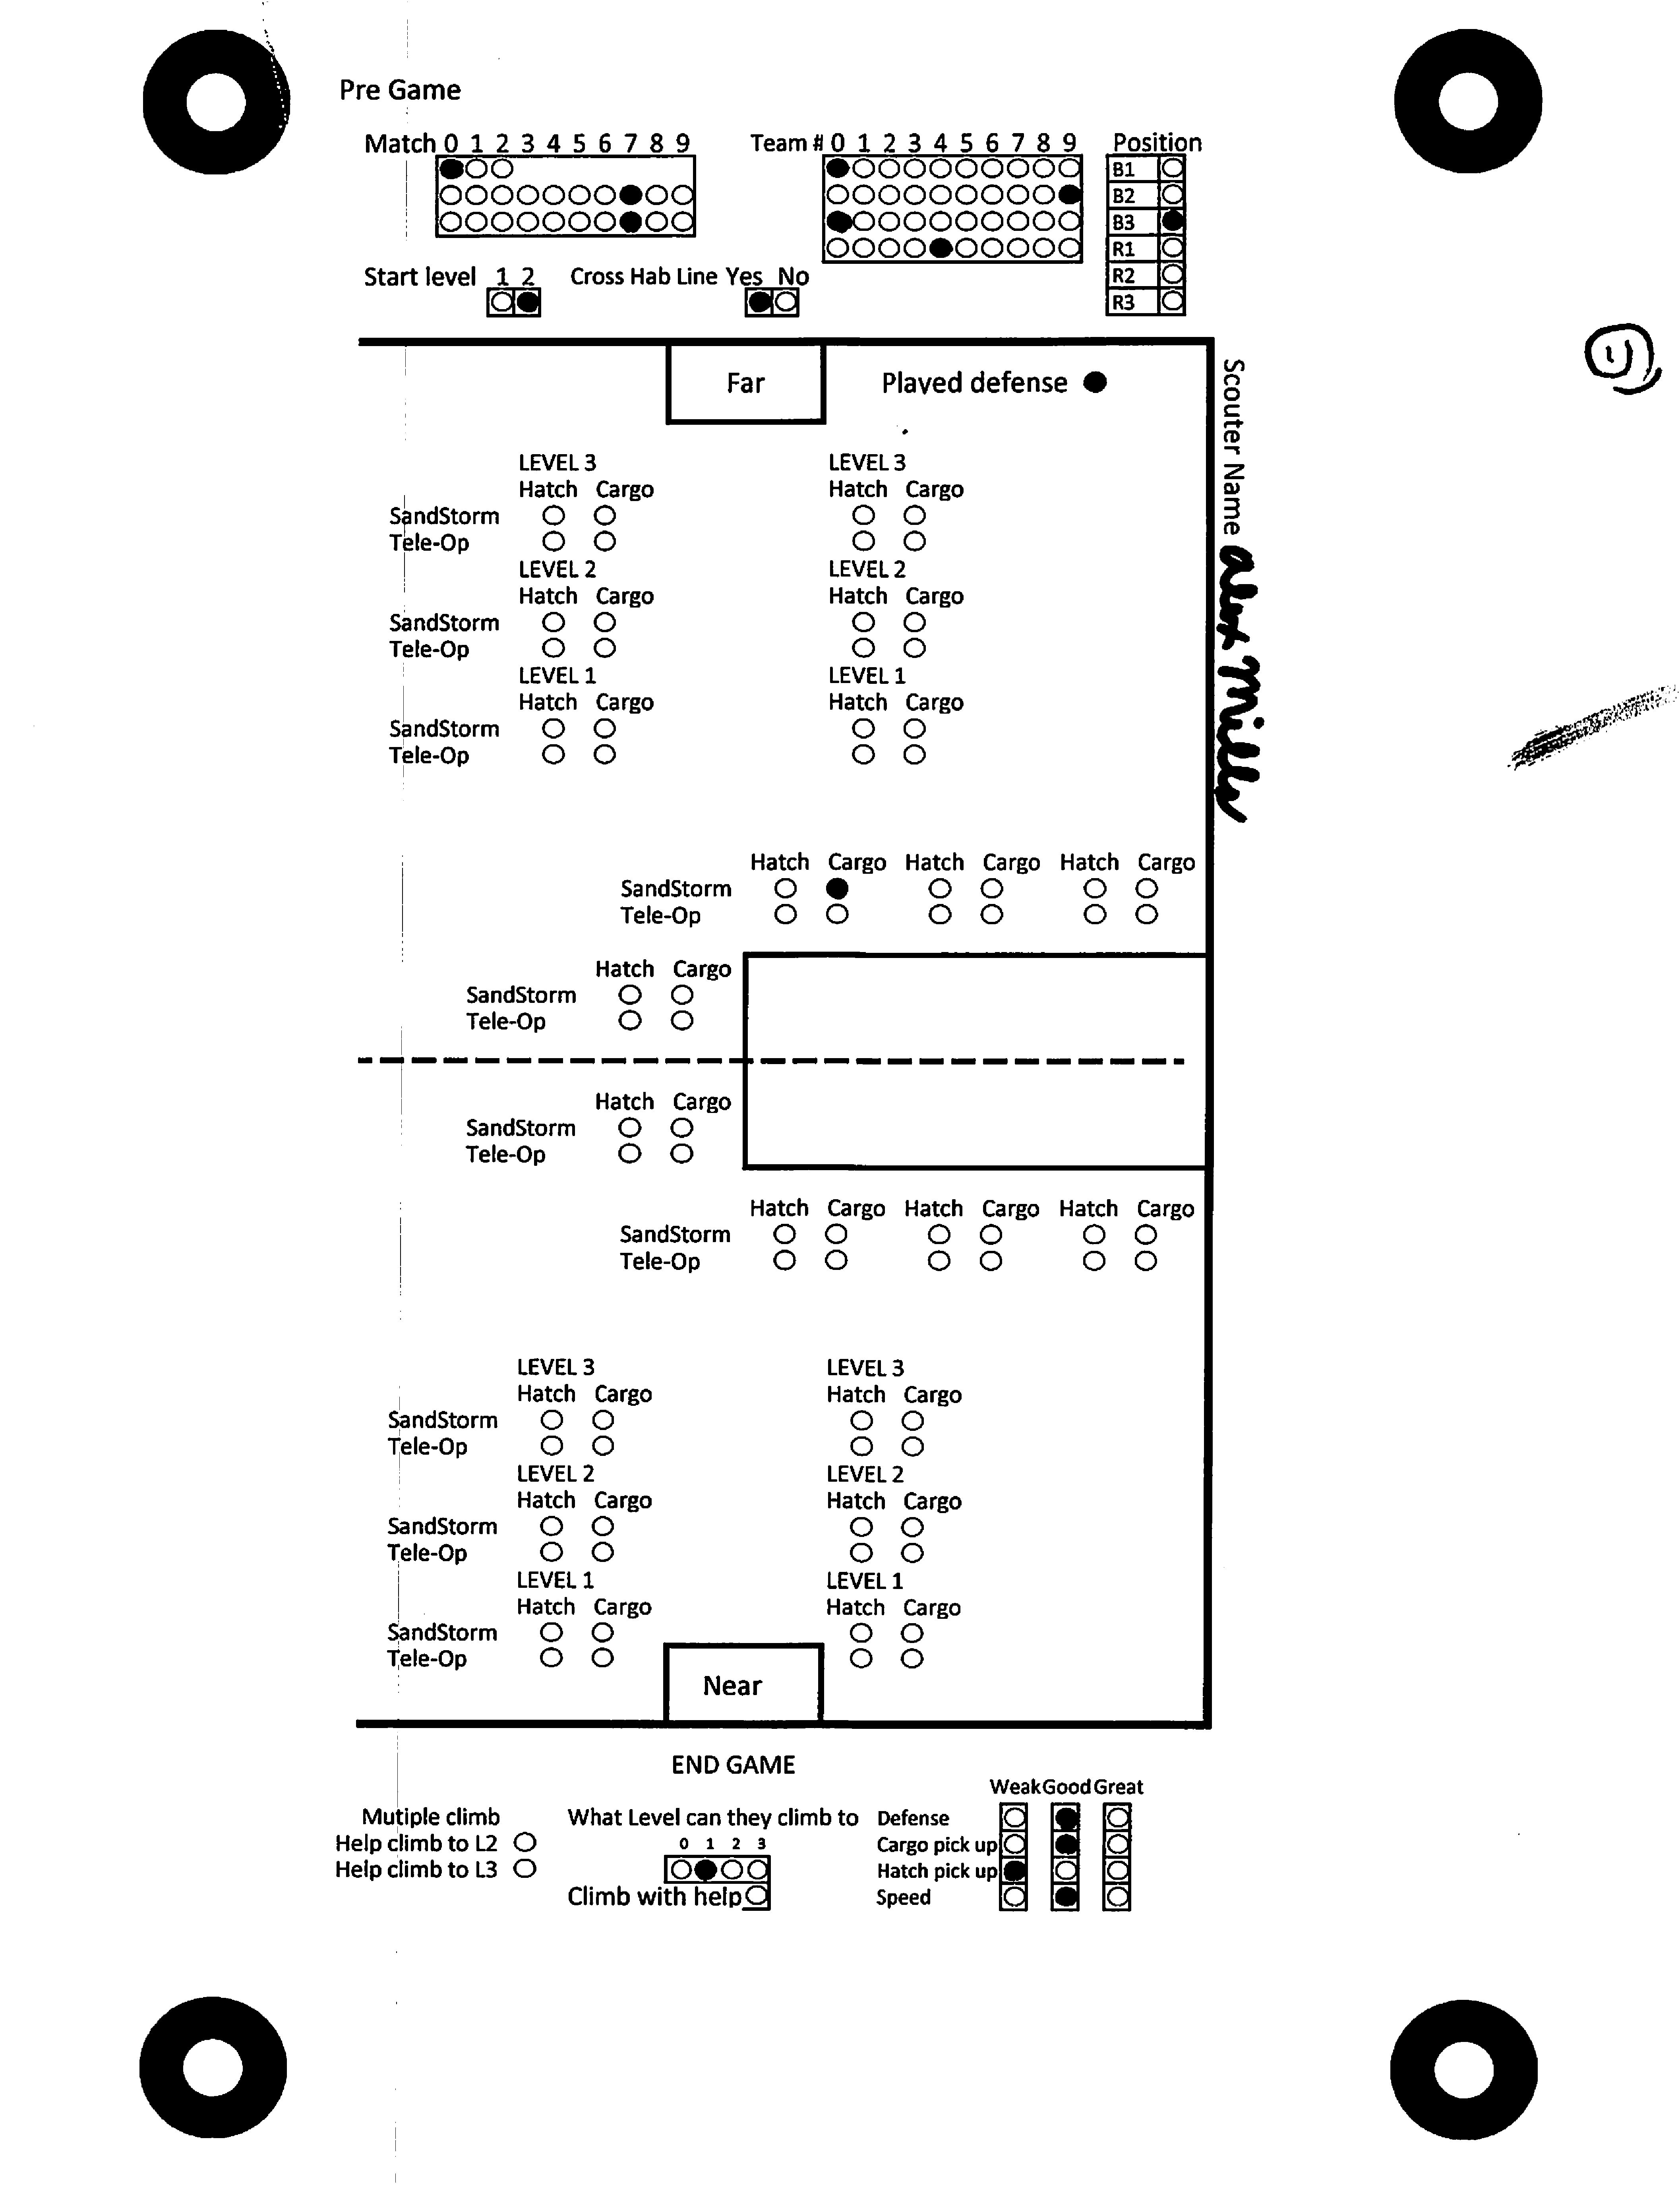 Pre Game
Match 0 1 2 3 4 5 6 7 8 9
Team # 0 1 2 3 4 5 6 7 8 9
Position
B1
B2
B3
R1
R2
R3
Start level 1 2
Cross Hab Line Yes No
Far
Played defense
Scouter Name alex Mills
LEVEL 3 LEVEL 3
Hatch Cargo Hatch Cargo
SandStorm
Tele-Op
LEVEL 2 LEVEL 2
Hatch Cargo Hatch Cargo
SandStorm
Tele-Op
LEVEL 1 LEVEL 1
Hatch Cargo Hatch Cargo
SandStorm
Tele-Op
Hatch Cargo Hatch Cargo Hatch Cargo
SandStorm
Tele-Op
Hatch Cargo
SandStorm
Tele-Op
Hatch Cargo
SandStorm
Tele-Op
Hatch Cargo Hatch Cargo Hatch Cargo
SandStorm
Tele-Op
LEVEL 3 LEVEL 3
Hatch Cargo Hatch Cargo
SandStorm
Tele-Op
LEVEL 2 LEVEL 2
Hatch Cargo Hatch Cargo
SandStorm
Tele-Op
LEVEL 1 LEVEL 1
Hatch Cargo Hatch Cargo
SandStorm
Tele-Op
Near
END GAME
Mutiple climb
Help climb to L2
Help climb to L3
What Level can they climb to
0 1 2 3
Climb with help
Weak Good Great
Defense
Cargo pick up
Hatch pick up
Speed